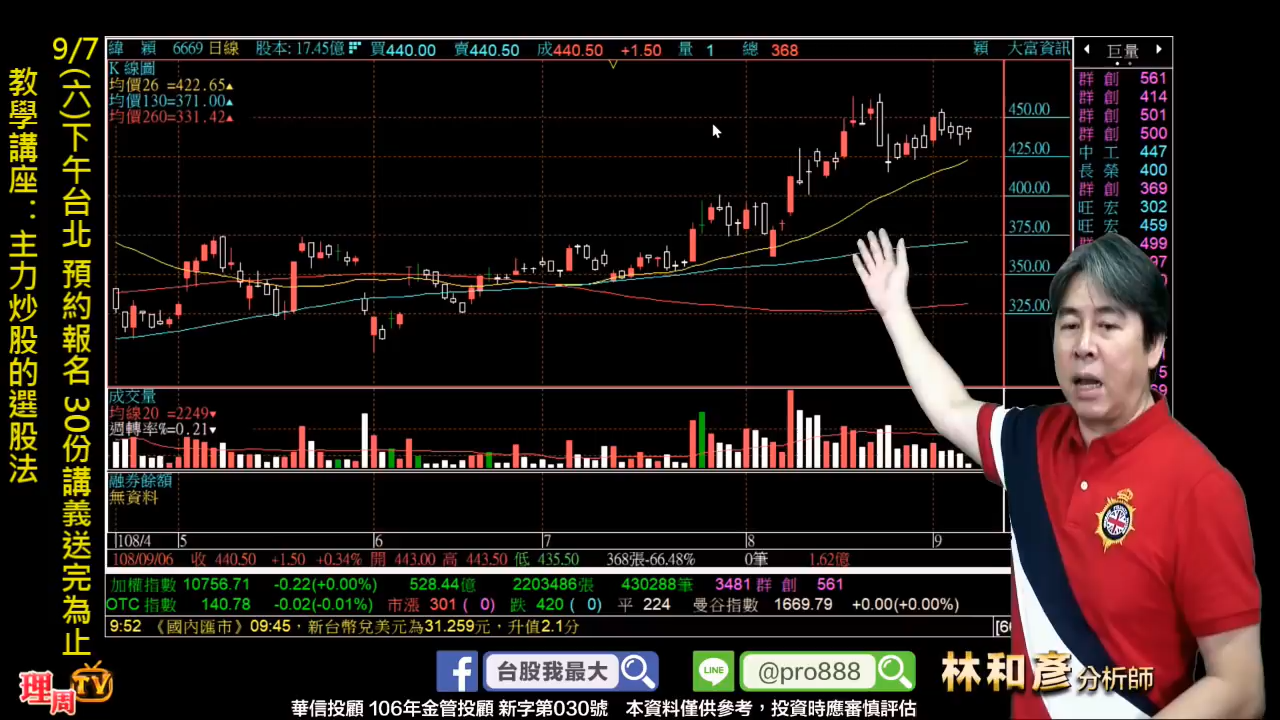 9/7(六)下午台北 預約報名 30份講義送完為止
教學講座：主力炒股的選股法
緯 穎 6669 日線 股本: 17.45億 買440.00 賣440.50 成440.50 +1.50 量 1 總 368 穎 大富資訊
K 線圖
均價26 =422.65▲
均價130=371.00▲
均價260=331.42▲
450.00
425.00
400.00
375.00
350.00
325.00
巨量
群 創 561
群 創 414
群 創 501
群 創 500
中 工 447
長 榮 400
群 創 369
旺 宏 302
旺 宏 459
499
成交量
均線20 =2249▼
週轉率%=0.21▼
融券餘額
無資料
108/4 5 6 7 8 9
108/09/06 收 440.50 +1.50 +0.34% 開 443.00 高 443.50 低 435.50 368張-66.48% 0筆 1.62億
加權指數 10756.71 -0.22(+0.00%) 528.44億 2203486張 430288筆 3481 群 創 561
OTC 指數 140.78 -0.02(-0.01%) 市漲 301 ( 0) 跌 420 ( 0) 平 224 曼谷指數 1669.79 +0.00(+0.00%)
9:52 《國內匯市》09:45，新台幣兌美元為31.259元，升值2.1分
理周TV
台股我最大
LINE
@pro888
林和彥 分析師
華信投顧 106年金管投顧 新字第030號 本資料僅供參考，投資時應審慎評估